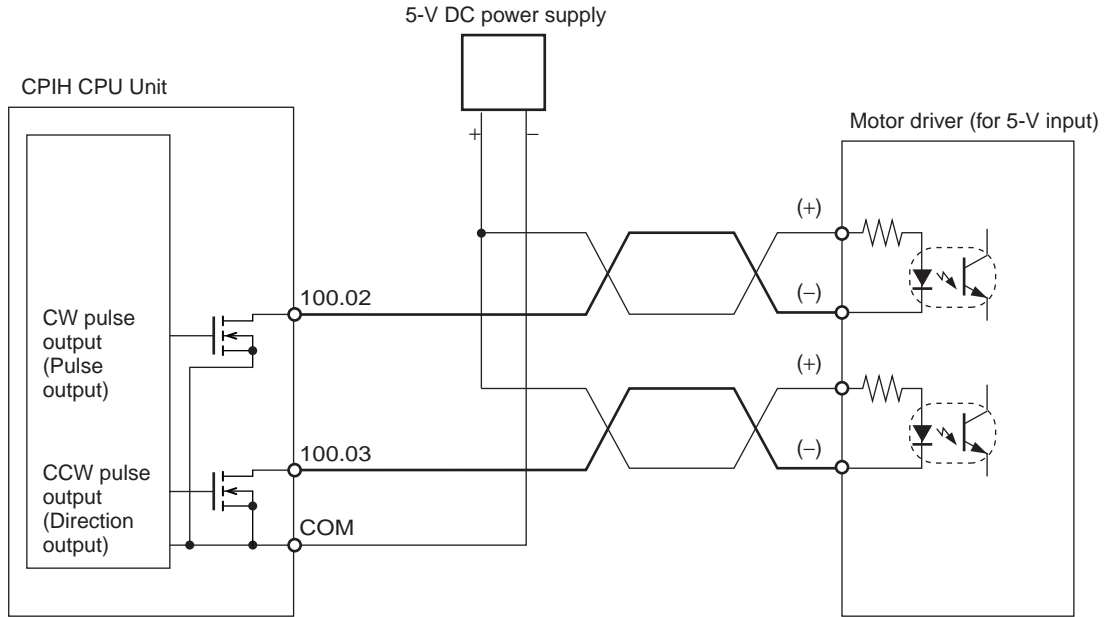 5-V DC power supply
CPIH CPU Unit
+
−
Motor driver (for 5-V input)
(+)
(−)
100.02
CW pulse
output
(Pulse
output)
(+)
(−)
100.03
CCW pulse
output
(Direction
output)
COM